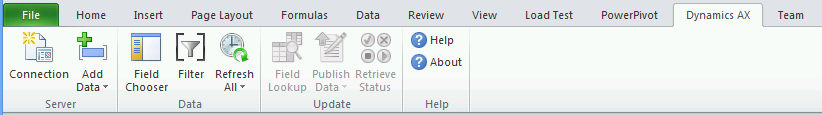 File Home Insert Page Layout Formulas Data Review View Load Test PowerPivot Dynamics AX Team
Connection
Add Data
Server
Field Chooser
Filter
Refresh All
Data
Field Lookup
Publish Data
Retrieve Status
Update
Help
About
Help